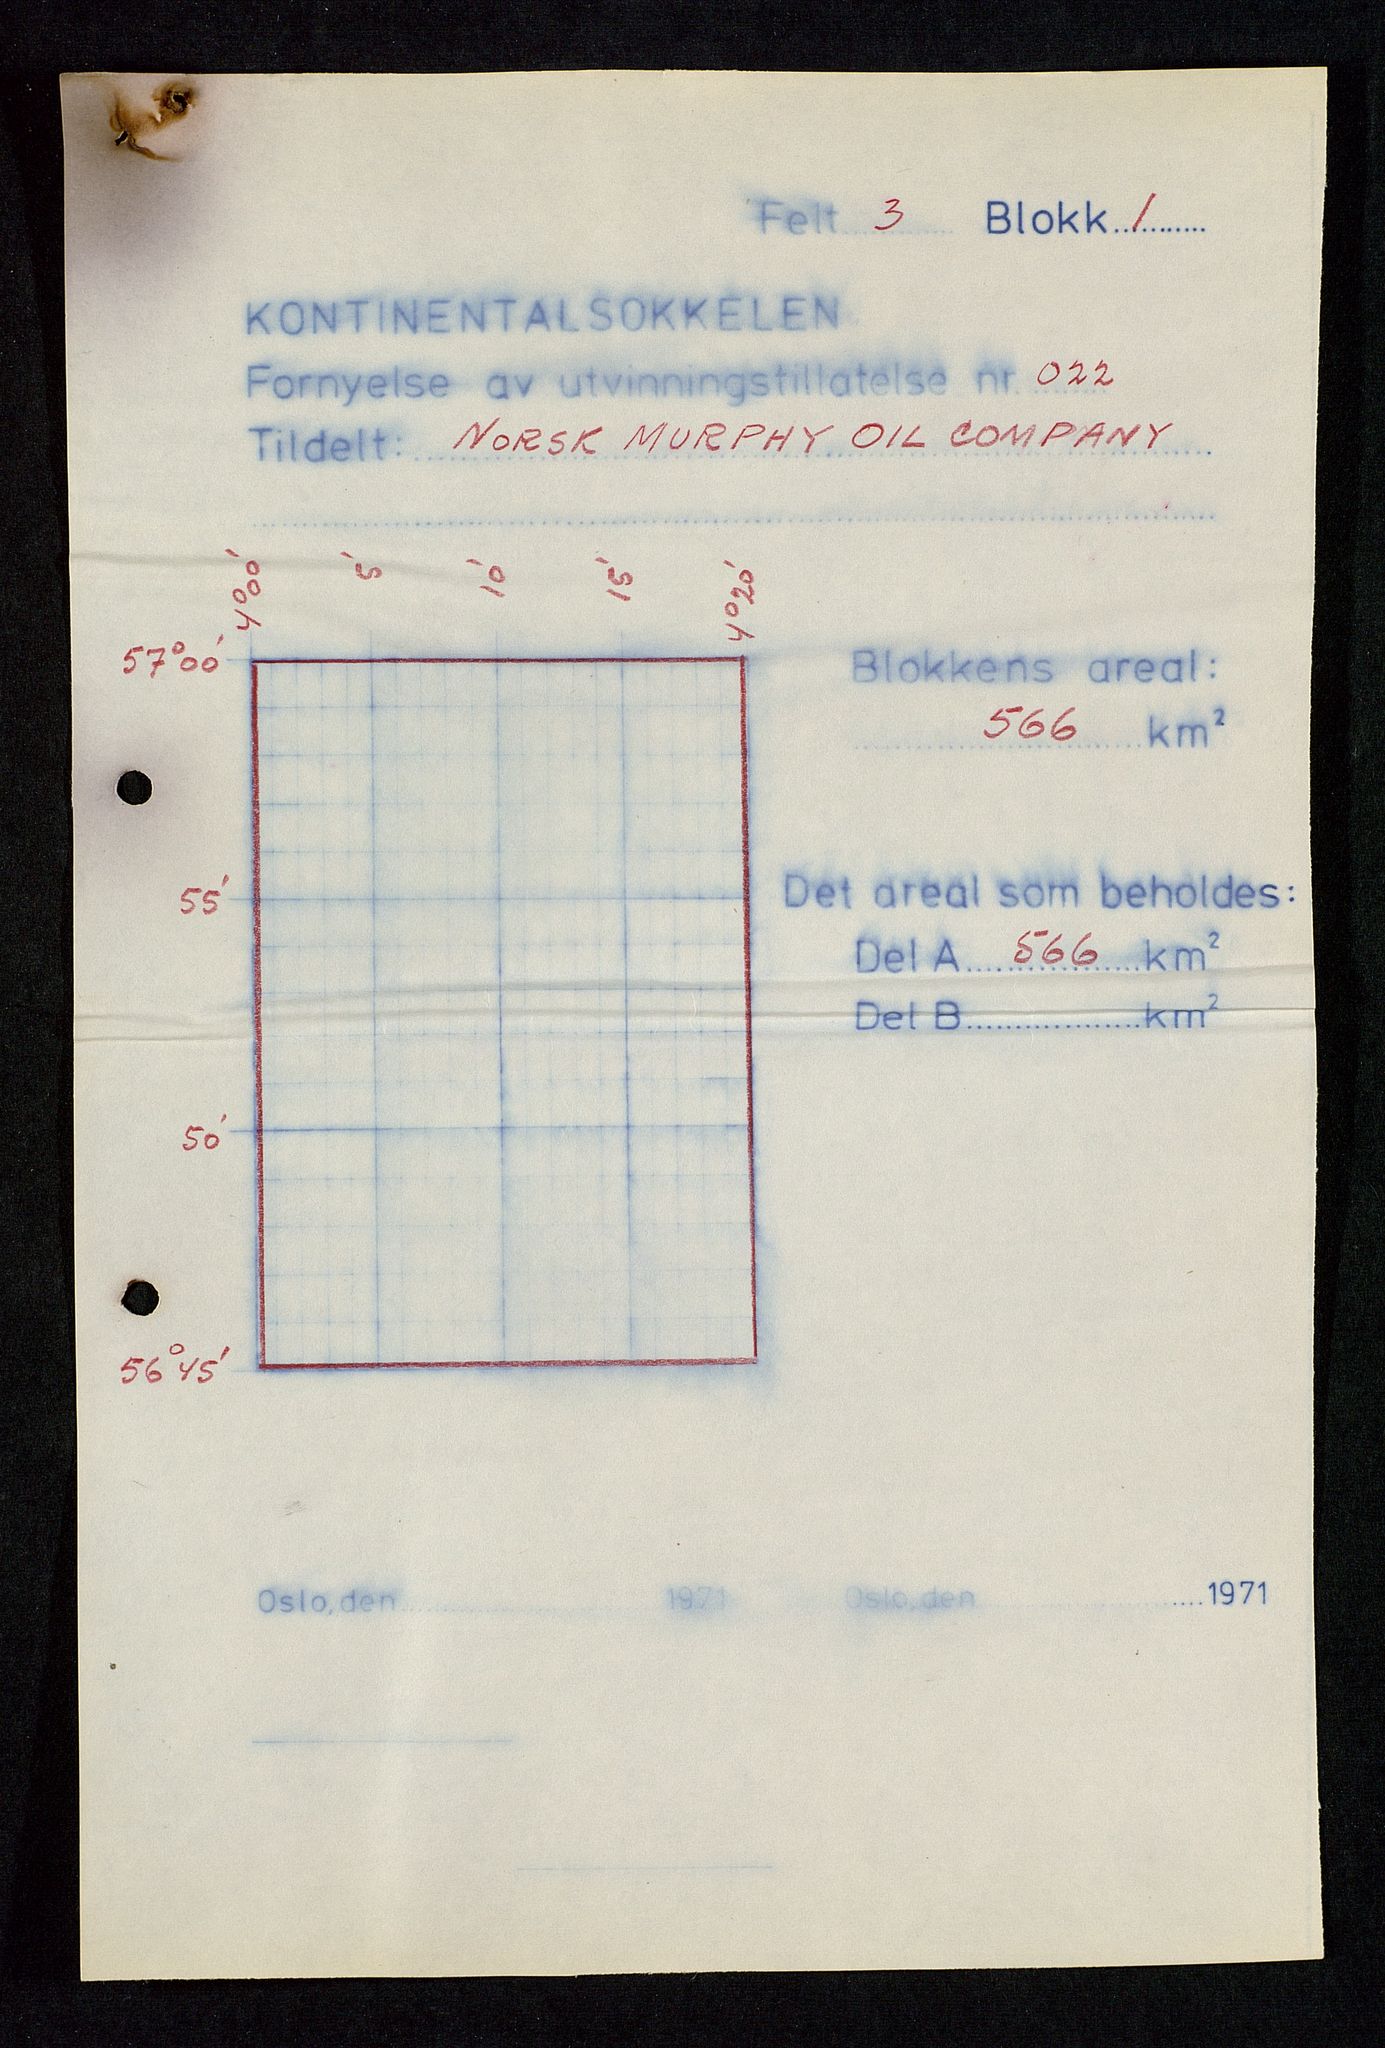 Felt 3 Blokk 1
KONTINENTALSOKKELEN
Fornyelse av utvinningstillatelse nr. 022
Tildelt: NORSK MURPHY OIL COMPANY
4°00' 5' 10' 15' 4°20'
57°00'
Blokkens areal:
566 km²
55'
Det areal som beholdes:
Del A 566 km²
Del B km²
50'
56°45'
Oslo, den 1971 Oslo, den 1971